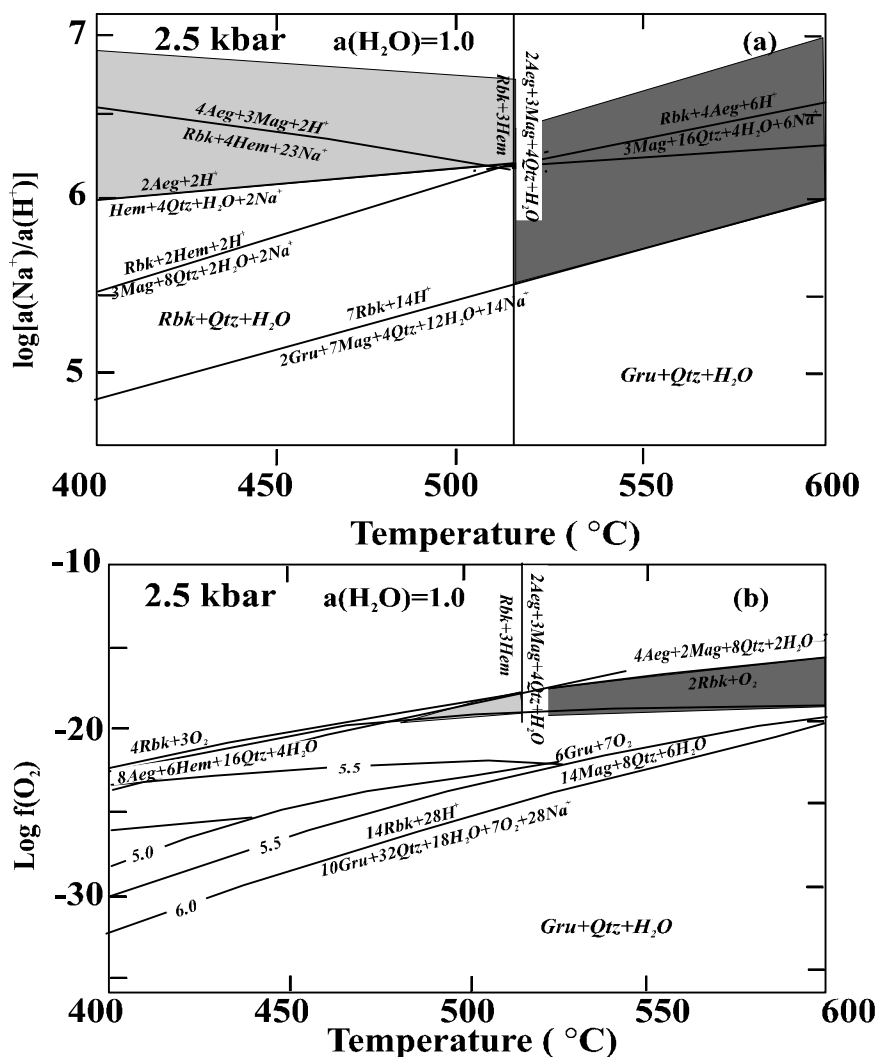 2.5 kbar a(H₂O)=1.0 (a)
7
6
5
log[a(Na⁺)/a(H⁺)]
4Aeg+3Mag+2H⁺
Rbk+4Hem+23Na⁺
2Aeg+2H⁺
Hem+4Qtz+H₂O+2Na⁺
Rbk+2Hem+2H⁺
3Mag+8Qtz+2H₂O+2Na⁺
Rbk+Qtz+H₂O
7Rbk+14H⁺
2Gru+7Mag+4Qtz+12H₂O+14Na⁺
Rbk+3Hem
2Aeg+3Mag+4Qtz+H₂O
Rbk+4Aeg+6H⁺
3Mag+16Qtz+4H₂O+6Na⁺
Gru+Qtz+H₂O
400 450 500 550 600
Temperature ( °C)
2.5 kbar a(H₂O)=1.0 (b)
-10
-20
-30
Log f(O₂)
Rbk+3Hem
2Aeg+3Mag+4Qtz+H₂O
4Aeg+2Mag+8Qtz+2H₂O
2Rbk+O₂
4Rbk+3O₂
8Aeg+6Hem+16Qtz+4H₂O
5.5
6Gru+7O₂
14Mag+8Qtz+6H₂O
5.0
5.5
14Rbk+28H⁺
10Gru+32Qtz+18H₂O+7O₂+28Na⁺
6.0
Gru+Qtz+H₂O
400 450 500 550 600
Temperature ( °C)